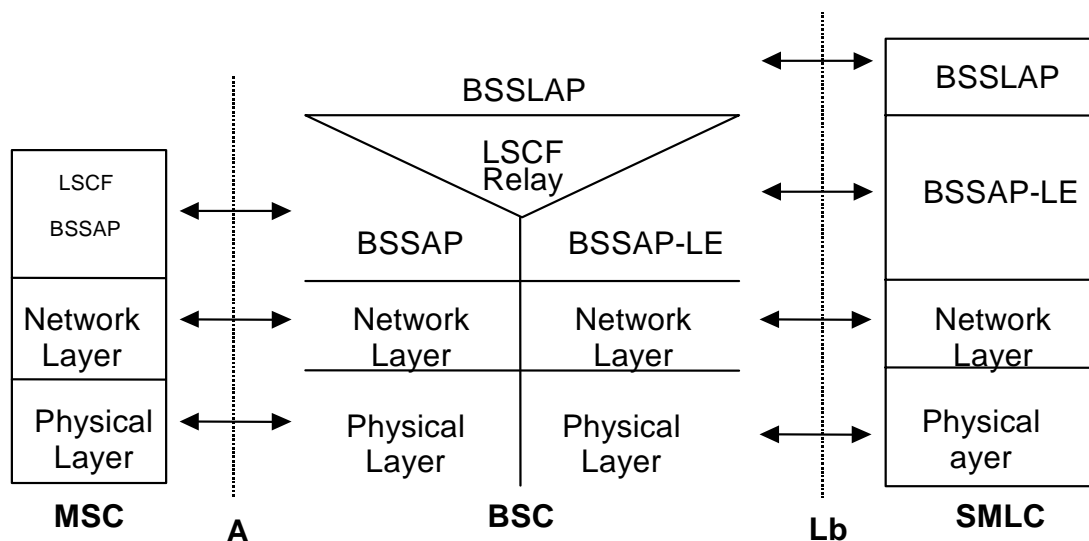 LSCF
BSSAP
Network
Layer
Physical
Layer
MSC
A
BSSLAP
LSCF
Relay
BSSAP
BSSAP-LE
Network
Layer
Network
Layer
Physical
Layer
Physical
Layer
BSC
Lb
BSSLAP
BSSAP-LE
Network
Layer
Physical
ayer
SMLC